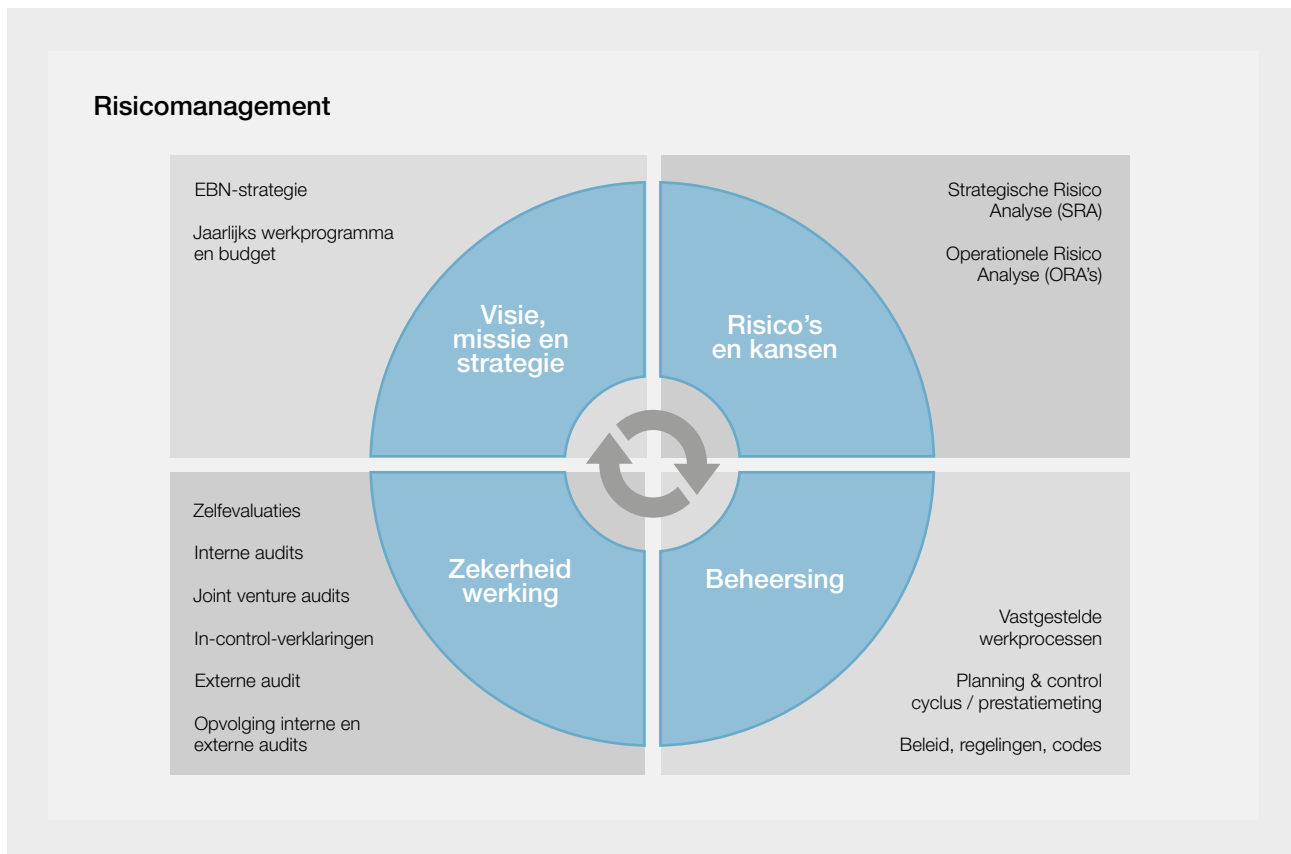 Risicomanagement
EBN-strategie
Jaarlijks werkprogramma
en budget
Visie,
missie en
strategie
Strategische Risico
Analyse (SRA)
Operationele Risico
Analyse (ORA's)
Risico's
en kansen
Zelfevaluaties
Interne audits
Joint venture audits
In-control-verklaringen
Externe audit
Opvolging interne en
externe audits
Zekerheid
werking
Beheersing
Vastgestelde
werkprocessen
Planning & control
cyclus / prestatiemeting
Beleid, regelingen, codes